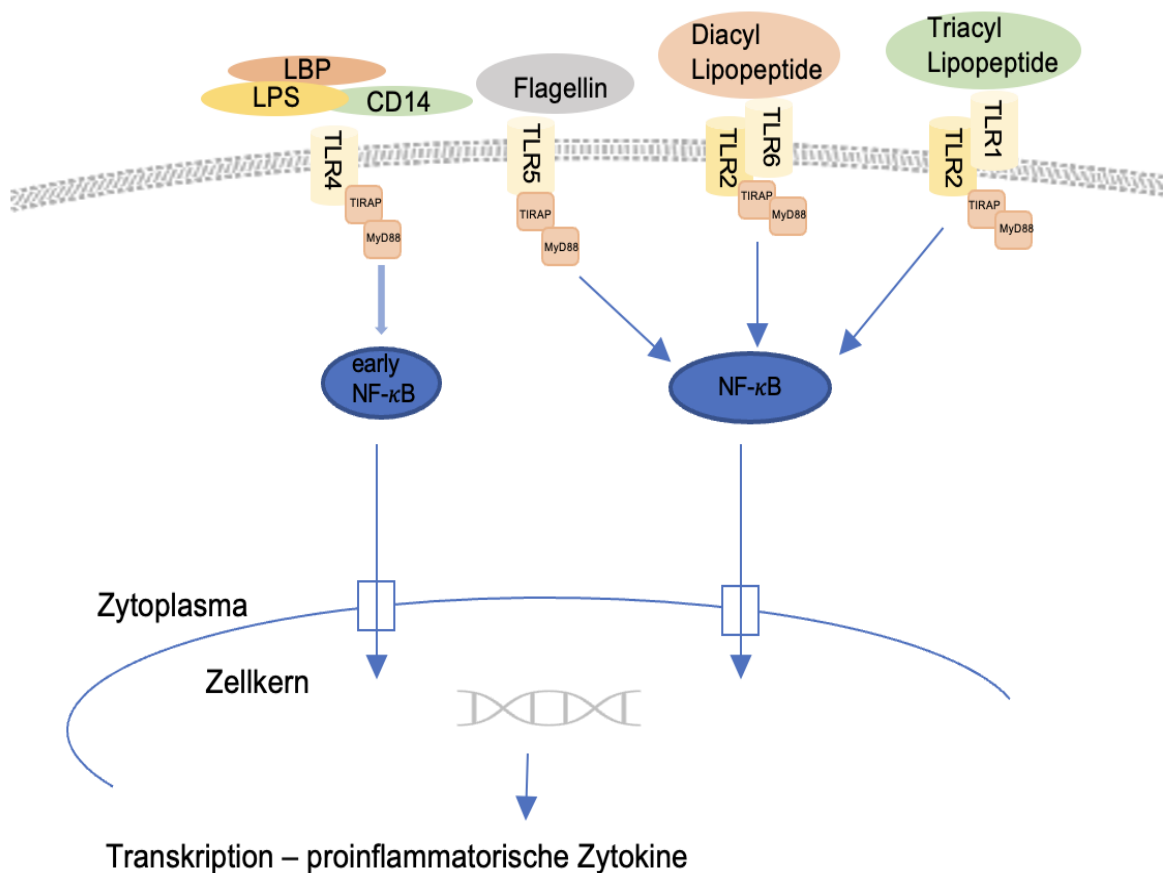 LBP
LPS
CD14
Flagellin
Diacyl
Lipopeptide
Triacyl
Lipopeptide
TLR4
TIRAP
MyD88
TLR5
TIRAP
MyD88
TLR2
TLR6
TIRAP
MyD88
TLR2
TLR1
TIRAP
MyD88
early
NF-κB
NF-κB
Zytoplasma
Zellkern
Transkription – proinflammatorische Zytokine